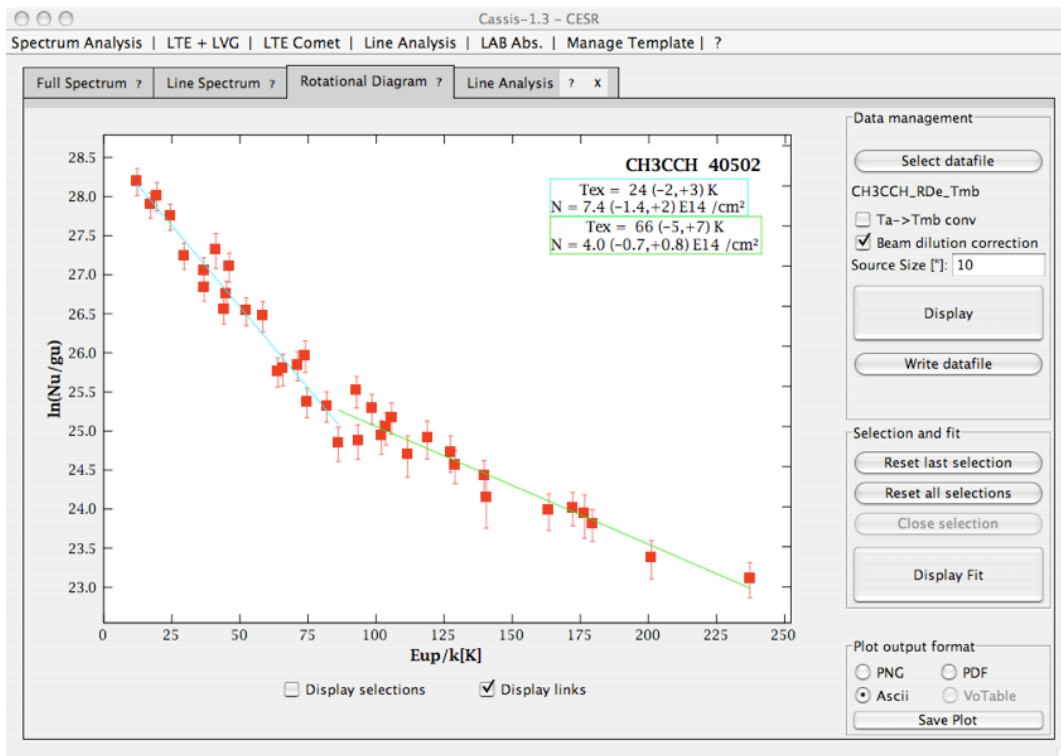 Cassis-1.3 - CESR
Spectrum Analysis | LTE + LVG | LTE Comet | Line Analysis | LAB Abs. | Manage Template | ?
Full Spectrum ? Line Spectrum ? Rotational Diagram ? Line Analysis ? X
CH3CCH 40502
Tex = 24 (-2,+3) K
N = 7.4 (-1.4,+2) E14 /cm²
Tex = 66 (-5,+7) K
N = 4.0 (-0.7,+0.8) E14 /cm²
28.5
28.0
27.5
27.0
26.5
26.0
25.5
25.0
24.5
24.0
23.5
23.0
ln(Nu/gu)
0 25 50 75 100 125 150 175 200 225 250
Eup/k[K]
Display selections Display links
Data management
Select datafile
CH3CCH_RDe_Tmb
Ta->Tmb conv
Beam dilution correction
Source Size ["]: 10
Display
Write datafile
Selection and fit
Reset last selection
Reset all selections
Close selection
Display Fit
Plot output format
PNG PDF
Ascii VoTable
Save Plot